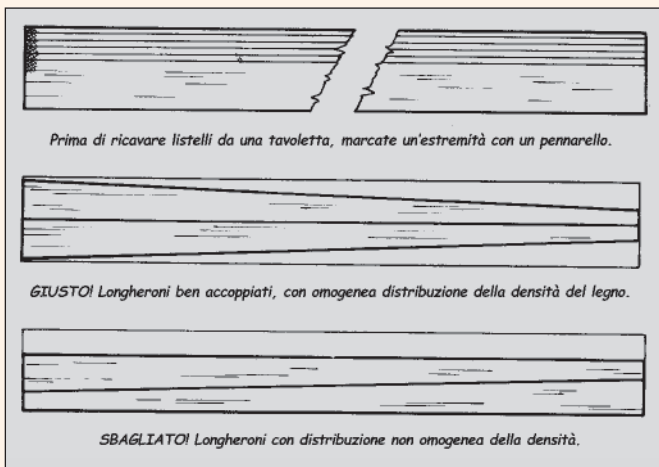 Prima di ricavare listelli da una tavoletta, marcate un'estremità con un pennarello.
GIUSTO! Longheroni ben accoppiati, con omogenea distribuzione della densità del legno.
SBAGLIATO! Longheroni con distribuzione non omogenea della densità.